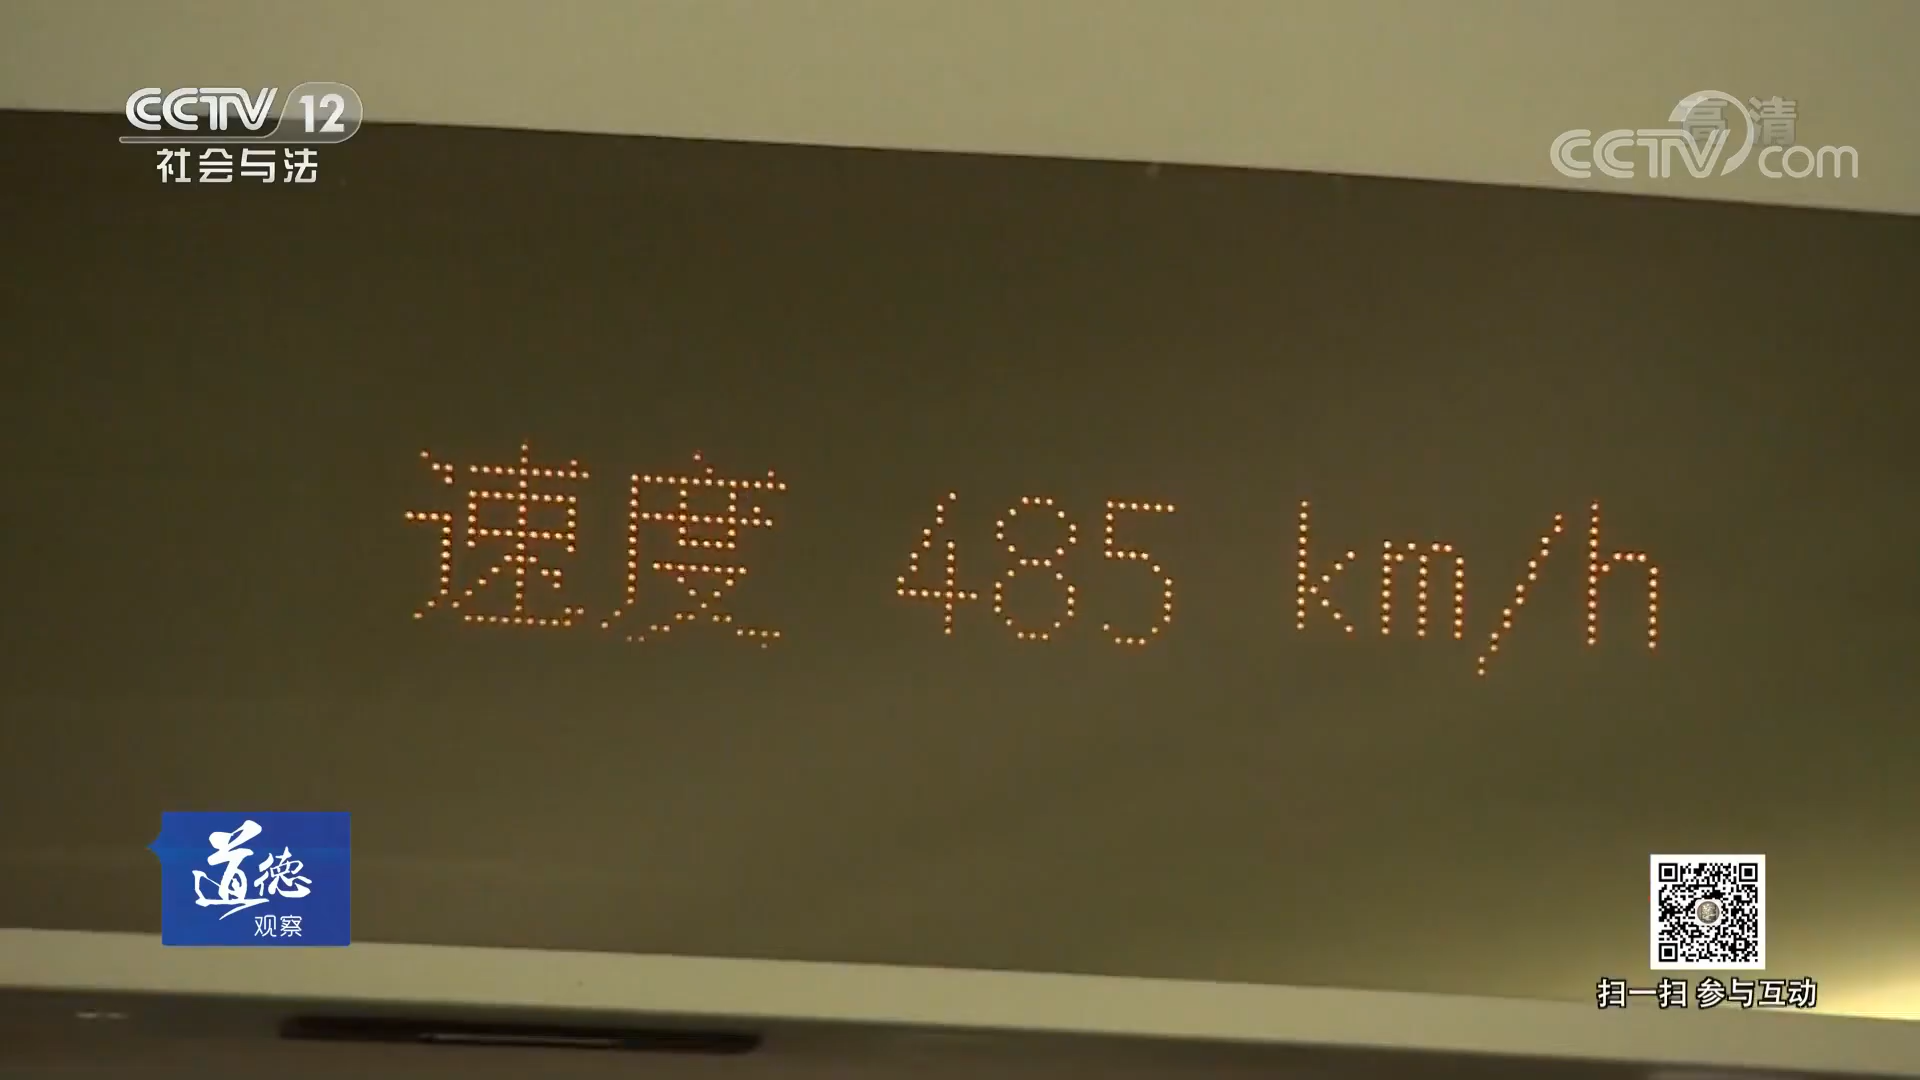 CCTV 12
社会与法
高清
CCTV.com
速度 485 km/h
道德
观察
扫一扫 参与互动